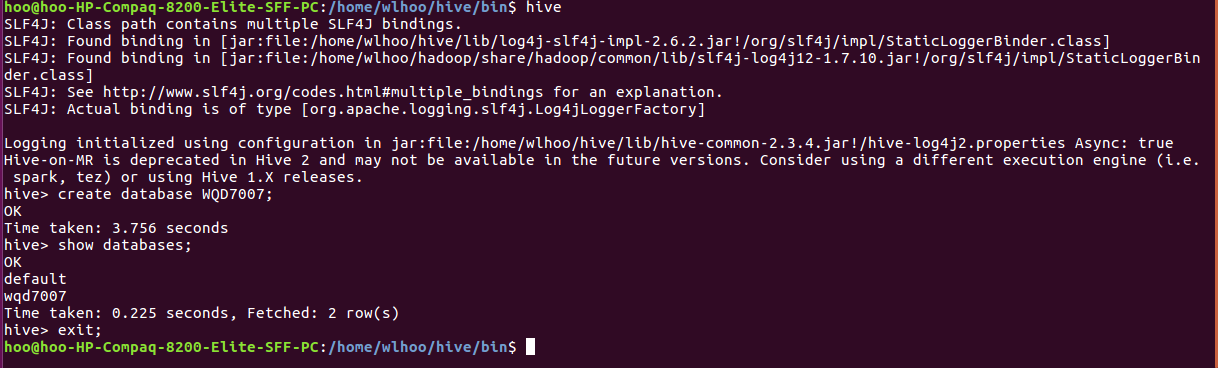 hoo@hoo-HP-Compaq-8200-Elite-SFF-PC:/home/wlhoo/hive/bin$ hive
SLF4J: Class path contains multiple SLF4J bindings.
SLF4J: Found binding in [jar:file:/home/wlhoo/hive/lib/log4j-slf4j-impl-2.6.2.jar!/org/slf4j/impl/StaticLoggerBinder.class]
SLF4J: Found binding in [jar:file:/home/wlhoo/hadoop/share/hadoop/common/lib/slf4j-log4j12-1.7.10.jar!/org/slf4j/impl/StaticLoggerBin
der.class]
SLF4J: See http://www.slf4j.org/codes.html#multiple_bindings for an explanation.
SLF4J: Actual binding is of type [org.apache.logging.slf4j.Log4jLoggerFactory]

Logging initialized using configuration in jar:file:/home/wlhoo/hive/lib/hive-common-2.3.4.jar!/hive-log4j2.properties Async: true
Hive-on-MR is deprecated in Hive 2 and may not be available in the future versions. Consider using a different execution engine (i.e.
 spark, tez) or using Hive 1.X releases.
hive> create database WQD7007;
OK
Time taken: 3.756 seconds
hive> show databases;
OK
default
wqd7007
Time taken: 0.225 seconds, Fetched: 2 row(s)
hive> exit;
hoo@hoo-HP-Compaq-8200-Elite-SFF-PC:/home/wlhoo/hive/bin$